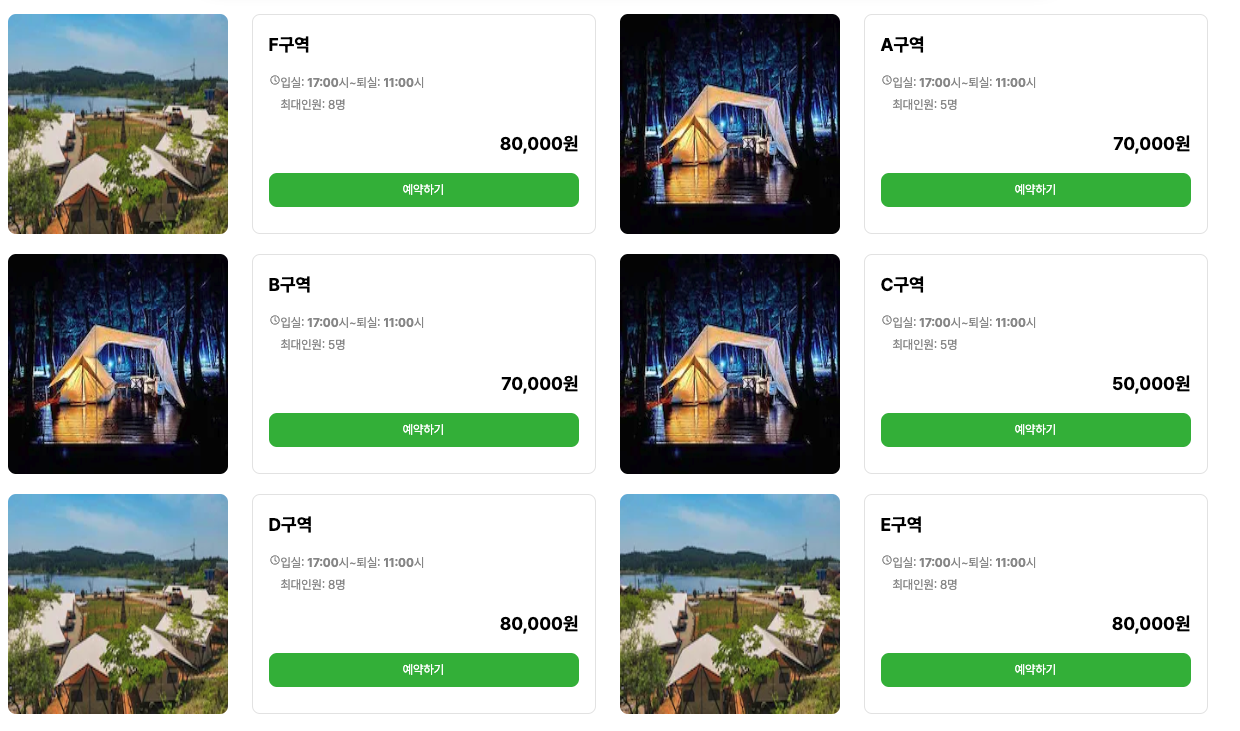 F구역
입실: 17:00시~퇴실: 11:00시
최대인원: 8명
80,000원
예약하기
A구역
입실: 17:00시~퇴실: 11:00시
최대인원: 5명
70,000원
예약하기
B구역
입실: 17:00시~퇴실: 11:00시
최대인원: 5명
70,000원
예약하기
C구역
입실: 17:00시~퇴실: 11:00시
최대인원: 5명
50,000원
예약하기
D구역
입실: 17:00시~퇴실: 11:00시
최대인원: 8명
80,000원
예약하기
E구역
입실: 17:00시~퇴실: 11:00시
최대인원: 8명
80,000원
예약하기